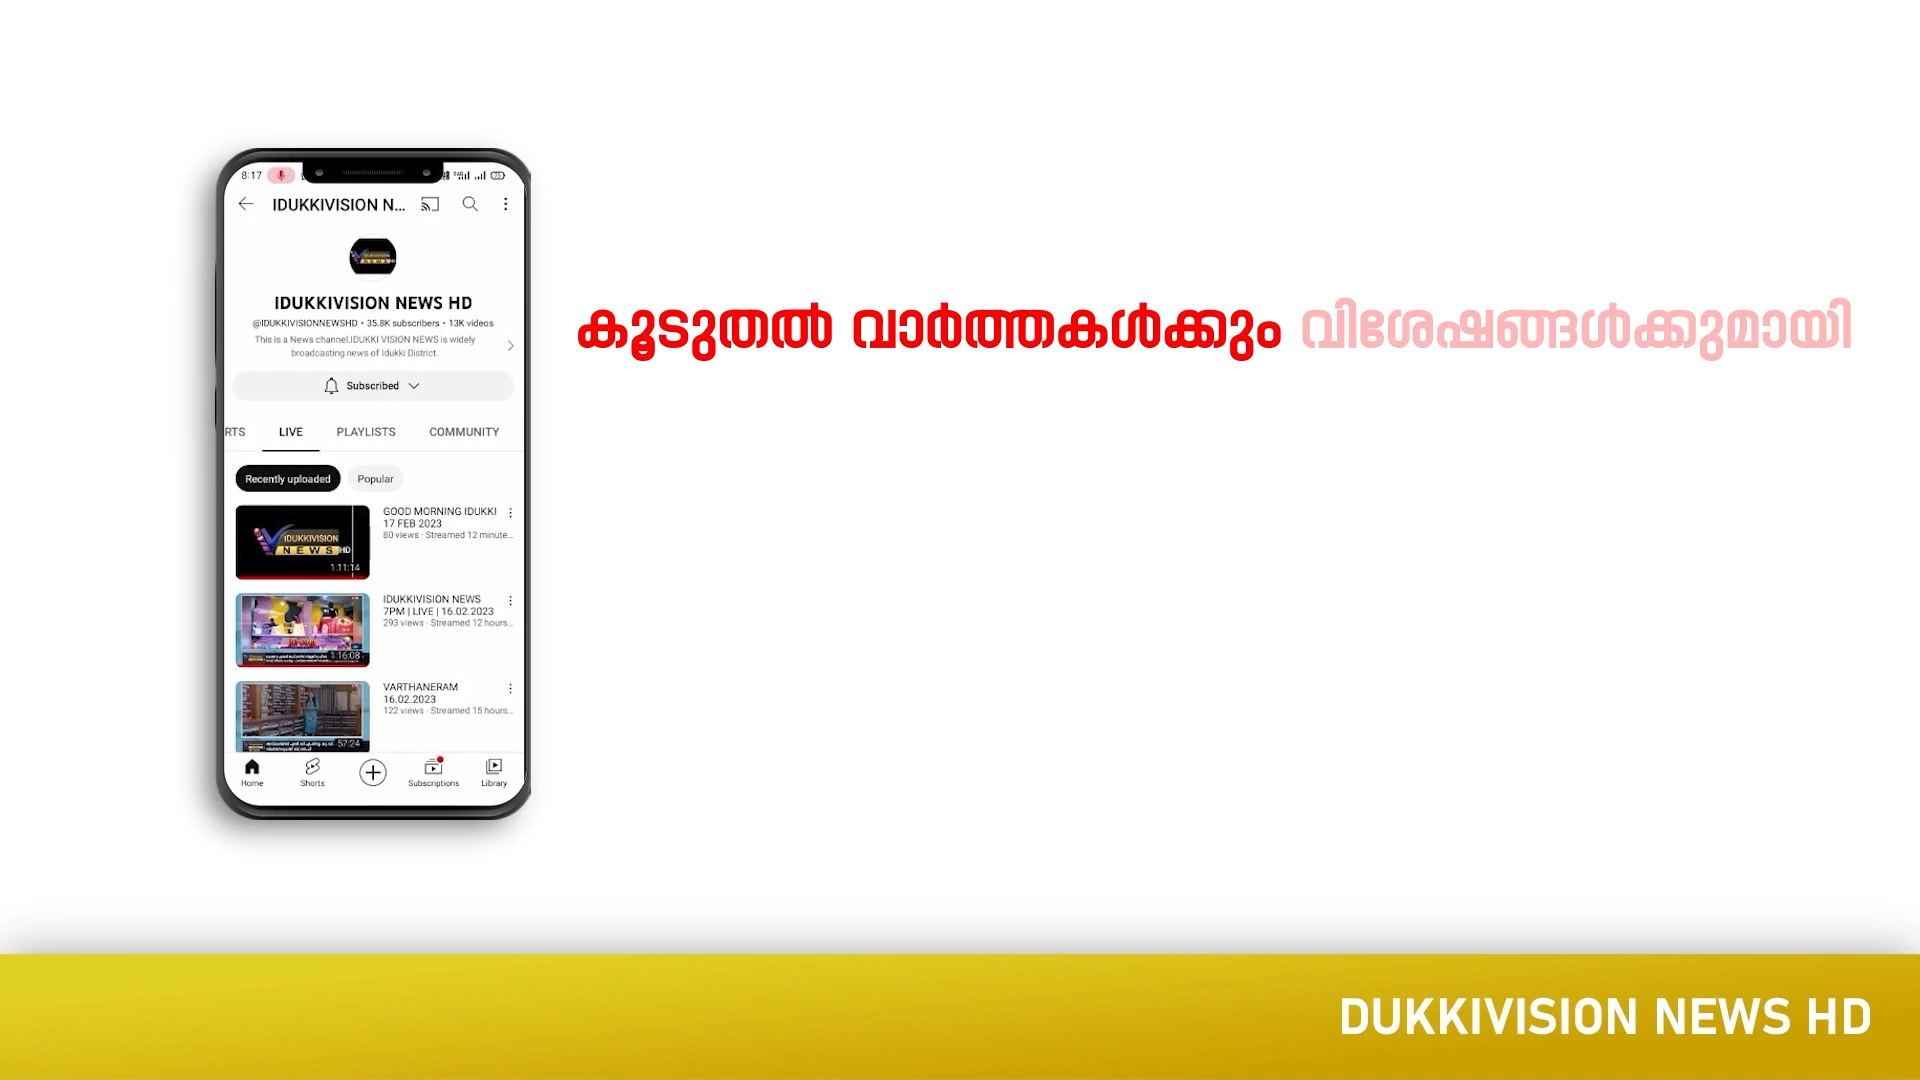 8:17
IDUKKIVISION N...
IDUKKIVISION NEWS HD
IDUKKIVISION NEWS HD
@IDUKKIVISIONNEWSHD • 35.8K subscribers • 13K videos
This is a News channel.IDUKKI VISION NEWS is widely
broadcasting news of Idukki District.
Subscribed
RTS LIVE PLAYLISTS COMMUNITY
Recently uploaded Popular
IDUKKIVISION
NEWS HD
1:11:14
GOOD MORNING IDUKKI
17 FEB 2023
80 views · Streamed 12 minute...
1:16:08
IDUKKIVISION NEWS
7PM | LIVE | 16.02.2023
293 views · Streamed 12 hours...
57:24
VARTHANERAM
16.02.2023
122 views · Streamed 15 hours...
Home Shorts Subscriptions Library
കൂടുതൽ വാർത്തകൾക്കും വിശേഷങ്ങൾക്കുമായി
DUKKIVISION NEWS HD